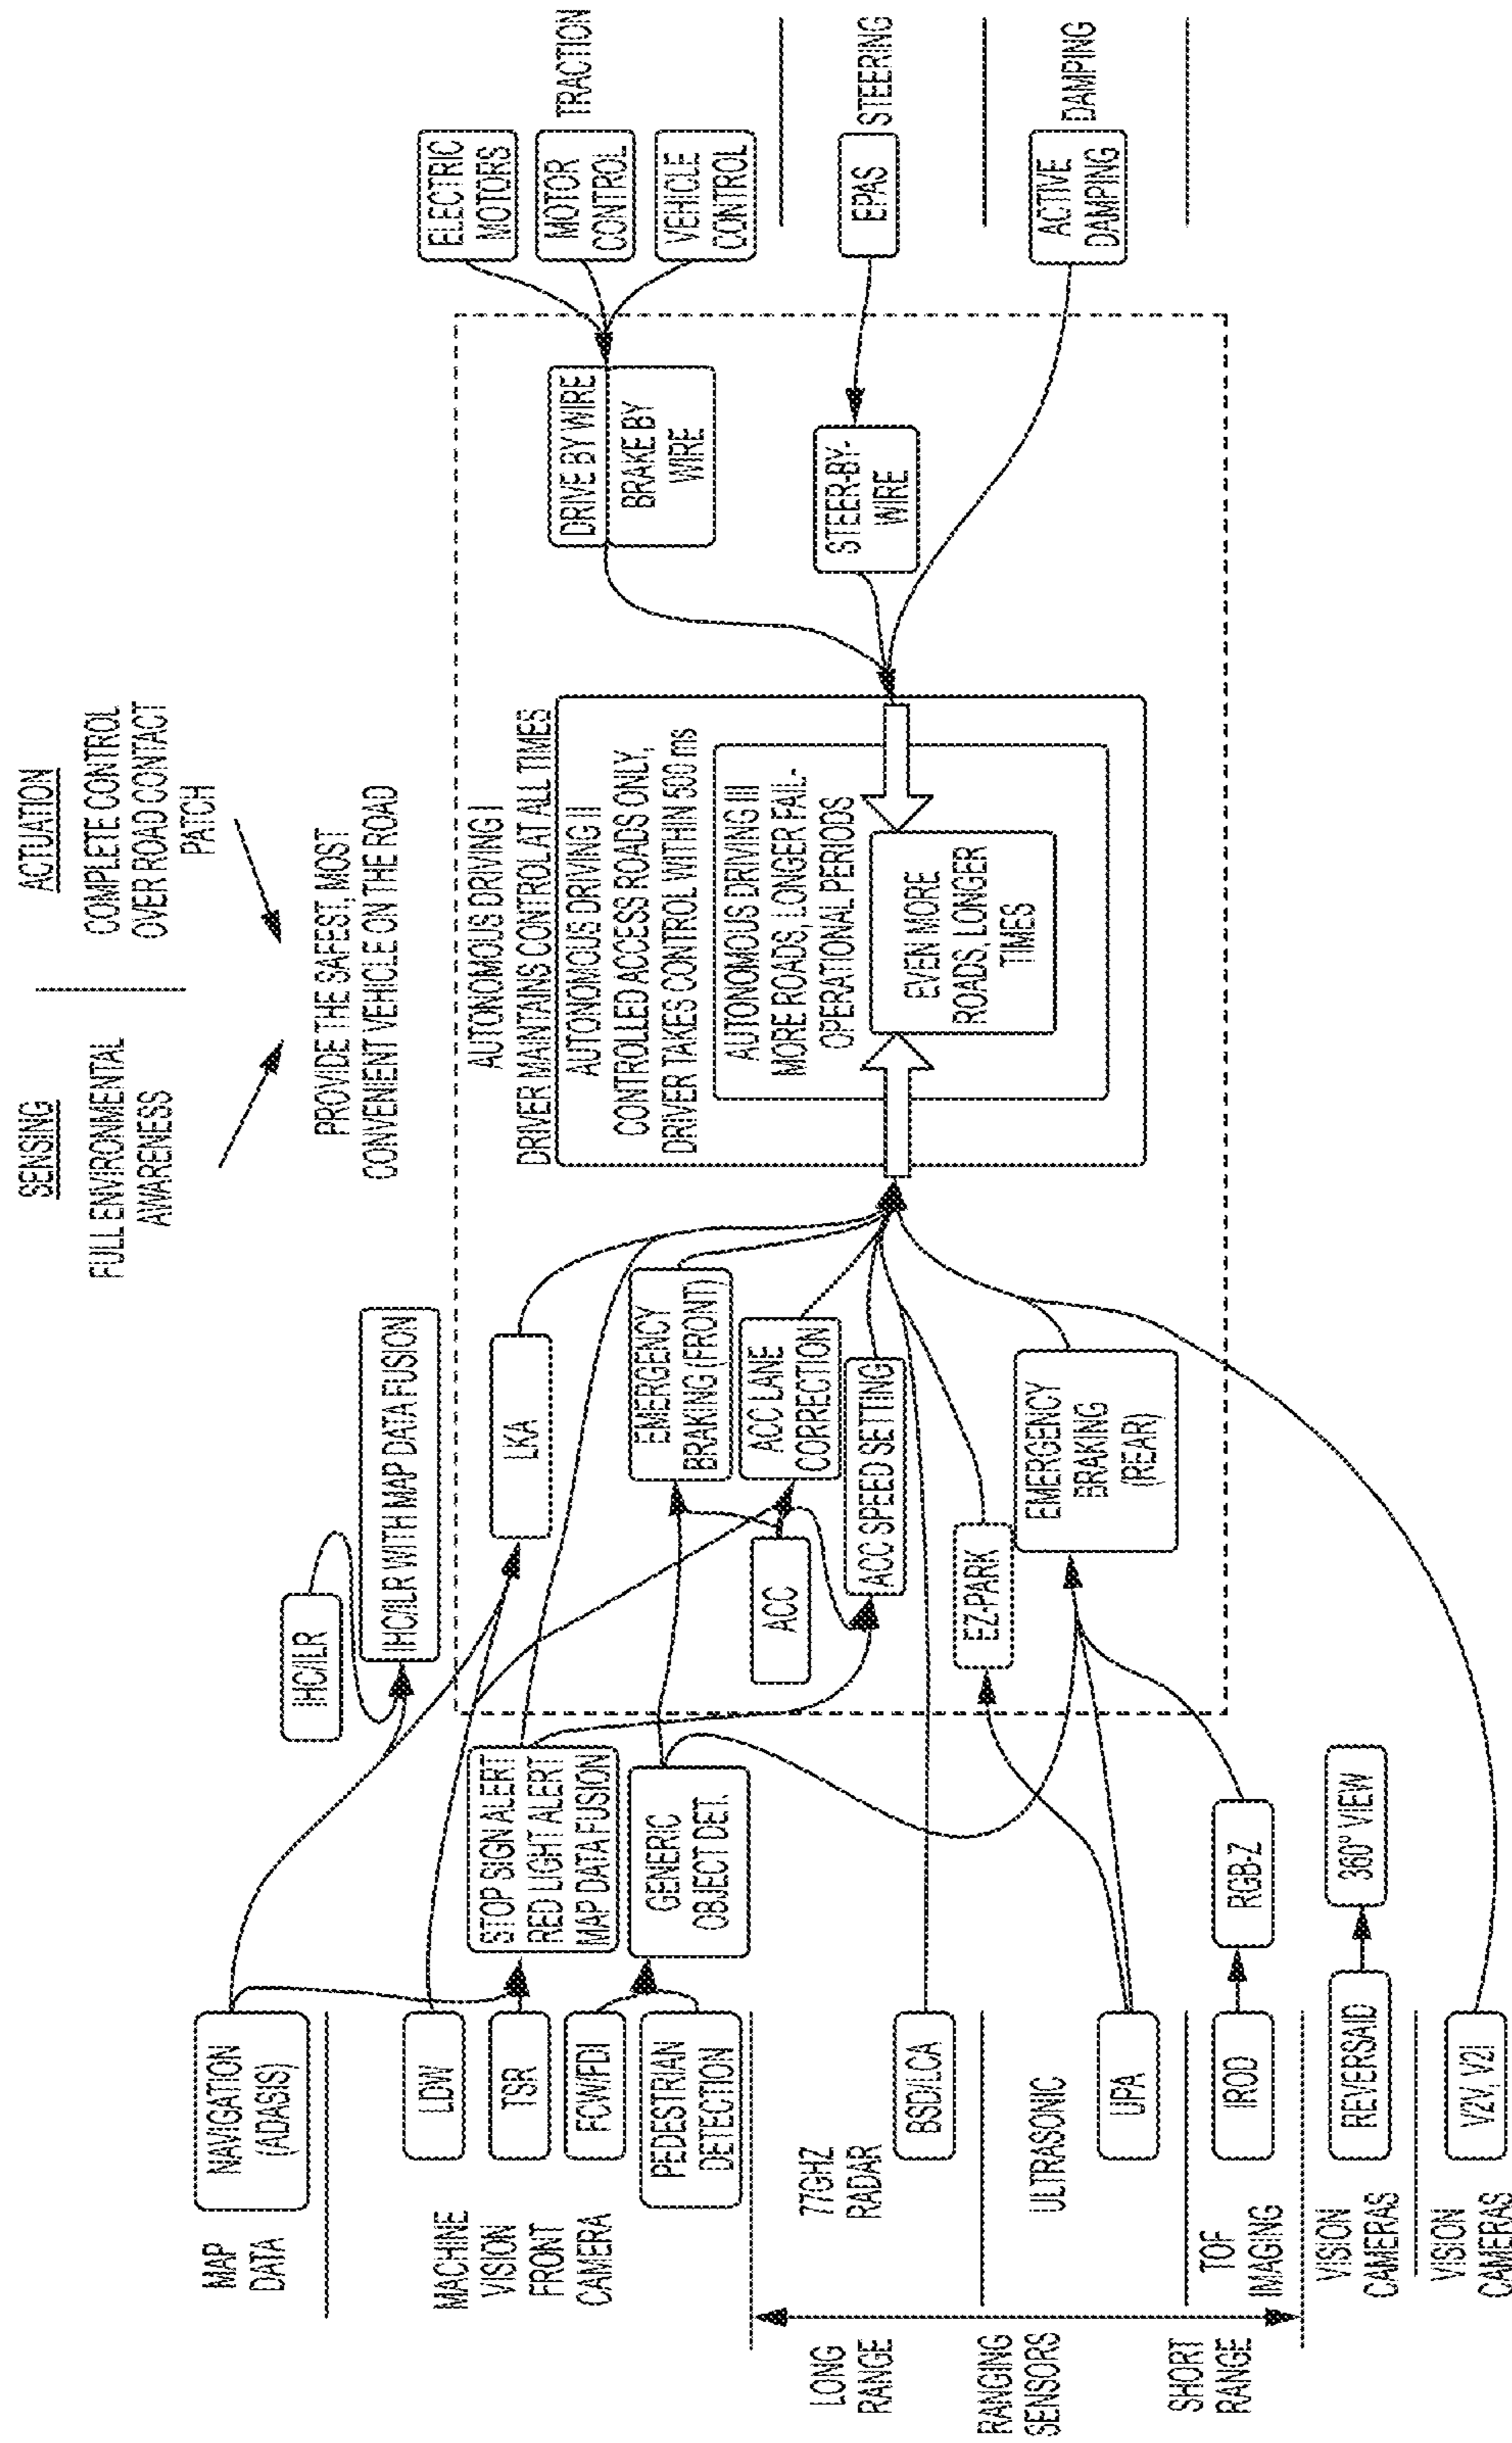 SENSING
FULL ENVIRONMENTAL
AWARENESS
ACTUATION
COMPLETE CONTROL
OVER ROAD CONTACT
PATCH
PROVIDE THE SAFEST, MOST
CONVENIENT VEHICLE ON THE ROAD
MAP
DATA
NAVIGATION
(ADASIS)
IHC/ILR
IHC/ILR WITH MAP DATA FUSION
MACHINE
VISION
FRONT
CAMERA
LDW
TSR
FCW/FDI
PEDESTRIAN
DETECTION
STOP SIGN ALERT
RED LIGHT ALERT
MAP DATA FUSION
GENERIC
OBJECT DET.
LKA
EMERGENCY
BRAKING (FRONT)
ACC LANE
CORRECTION
ACC
ACC SPEED SETTING
EZ-PARK
EMERGENCY
BRAKING
(REAR)
LONG
RANGE
RANGING
SENSORS
SHORT
RANGE
77GHZ
RADAR
BSD/LCA
ULTRASONIC
UPA
TOF
IMAGING
IROD
RGB-Z
VISION
CAMERAS
REVERSAID
360° VIEW
VISION
CAMERAS
V2V, V2I
AUTONOMOUS DRIVING I
DRIVER MAINTAINS CONTROL AT ALL TIMES
AUTONOMOUS DRIVING II
CONTROLLED ACCESS ROADS ONLY,
DRIVER TAKES CONTROL WITHIN 500 ms
AUTONOMOUS DRIVING III
MORE ROADS, LONGER FAIL-
OPERATIONAL PERIODS
EVEN MORE
ROADS, LONGER
TIMES
DRIVE BY WIRE
BRAKE BY
WIRE
STEER-BY-
WIRE
ELECTRIC
MOTORS
MOTOR
CONTROL
VEHICLE
CONTROL
TRACTION
EPAS
STEERING
ACTIVE
DAMPING
DAMPING